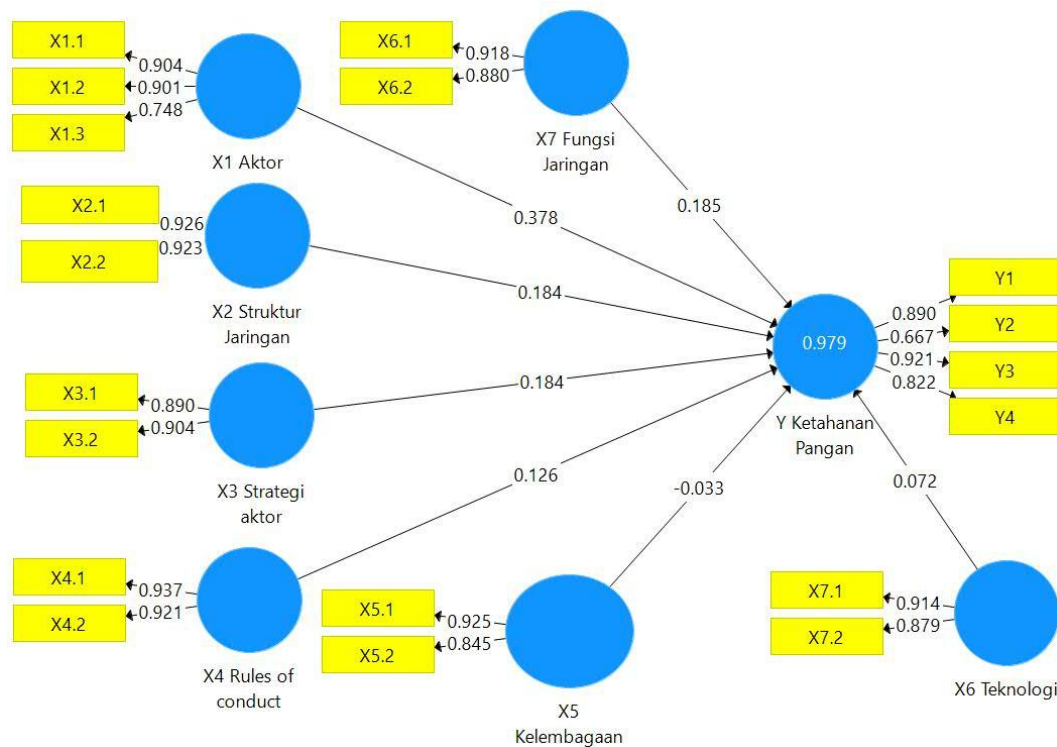 X1.1
X1.2
X1.3
0.904
0.901
0.748
X1 Aktor
X6.1
X6.2
0.918
0.880
X7 Fungsi
Jaringan
0.378
0.185
X2.1
X2.2
0.926
0.923
X2 Struktur
Jaringan
0.184
X3.1
X3.2
0.890
0.904
X3 Strategi
aktor
0.184
0.979
Y Ketahanan
Pangan
0.890
0.667
0.921
0.822
Y1
Y2
Y3
Y4
X4.1
X4.2
0.937
0.921
X4 Rules of
conduct
0.126
X5.1
X5.2
0.925
0.845
X5
Kelembagaan
-0.033
0.072
X7.1
X7.2
0.914
0.879
X6 Teknologi